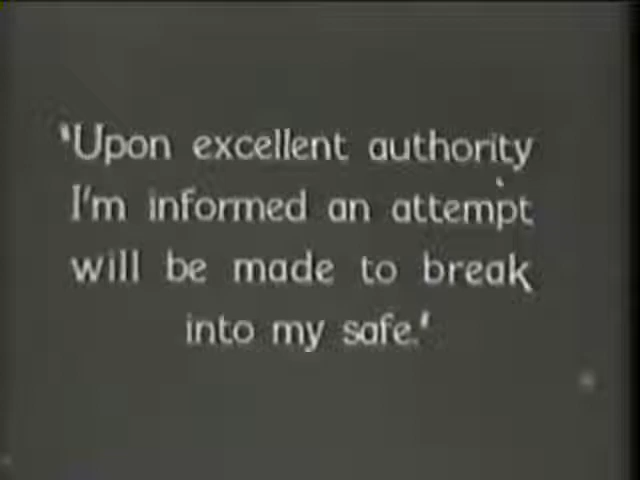 'Upon excellent authority
I'm informed an attempt
will be made to break
into my safe.'